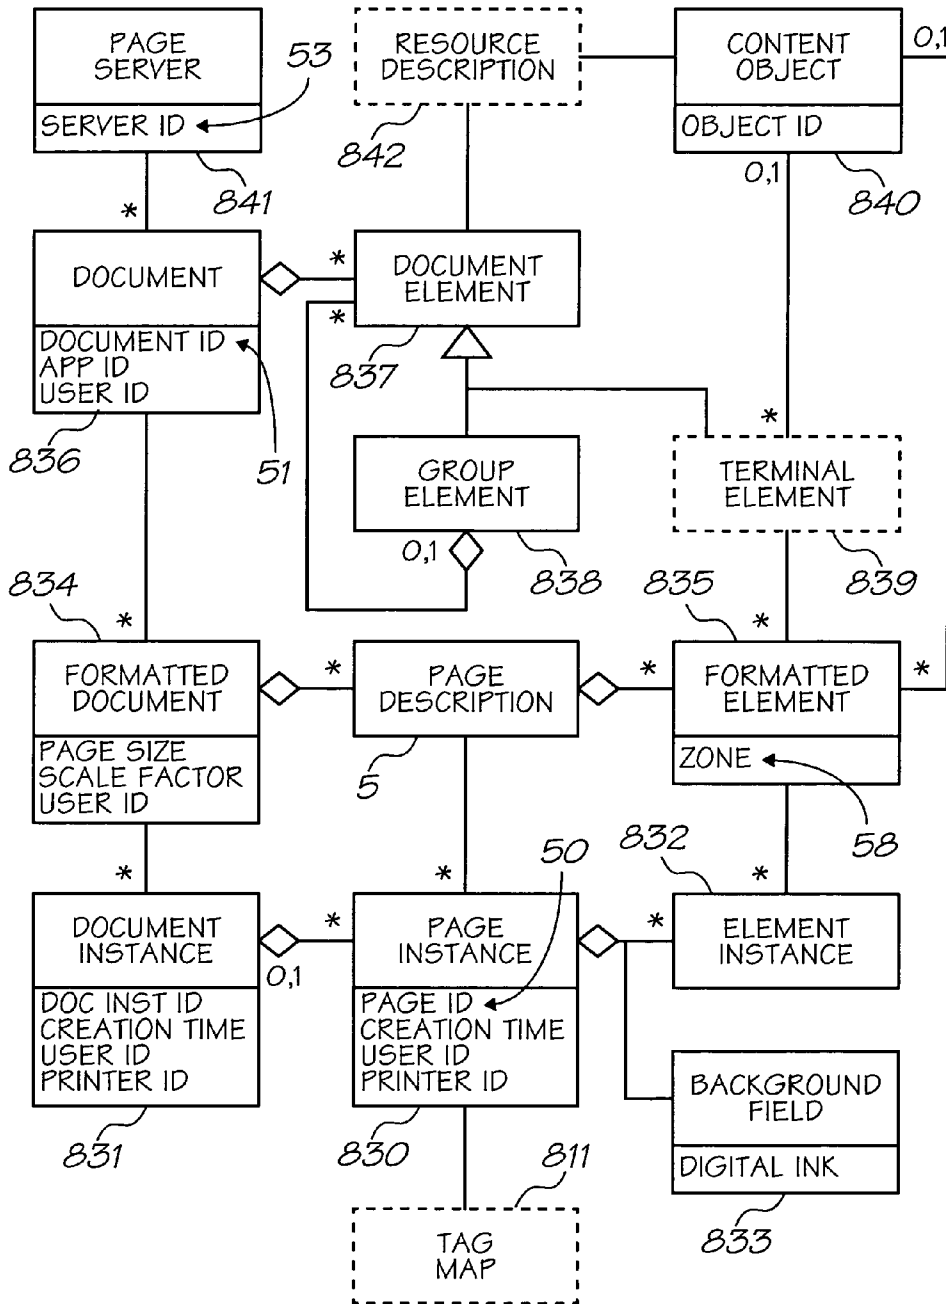 PAGE
SERVER
53
SERVER ID
841
RESOURCE
DESCRIPTION
842
CONTENT
OBJECT
0,1
OBJECT ID
0,1
840
*
DOCUMENT
DOCUMENT ID
APP ID
USER ID
836
51
*
*
DOCUMENT
ELEMENT
837
GROUP
ELEMENT
0,1
838
*
TERMINAL
ELEMENT
839
834
*
FORMATTED
DOCUMENT
PAGE SIZE
SCALE FACTOR
USER ID
*
PAGE
DESCRIPTION
5
835
*
*
FORMATTED
ELEMENT
*
ZONE
58
*
DOCUMENT
INSTANCE
0,1
DOC INST ID
CREATION TIME
USER ID
PRINTER ID
831
*
*
50
PAGE
INSTANCE
PAGE ID
CREATION TIME
USER ID
PRINTER ID
830
832
*
*
ELEMENT
INSTANCE
BACKGROUND
FIELD
DIGITAL INK
833
811
TAG
MAP